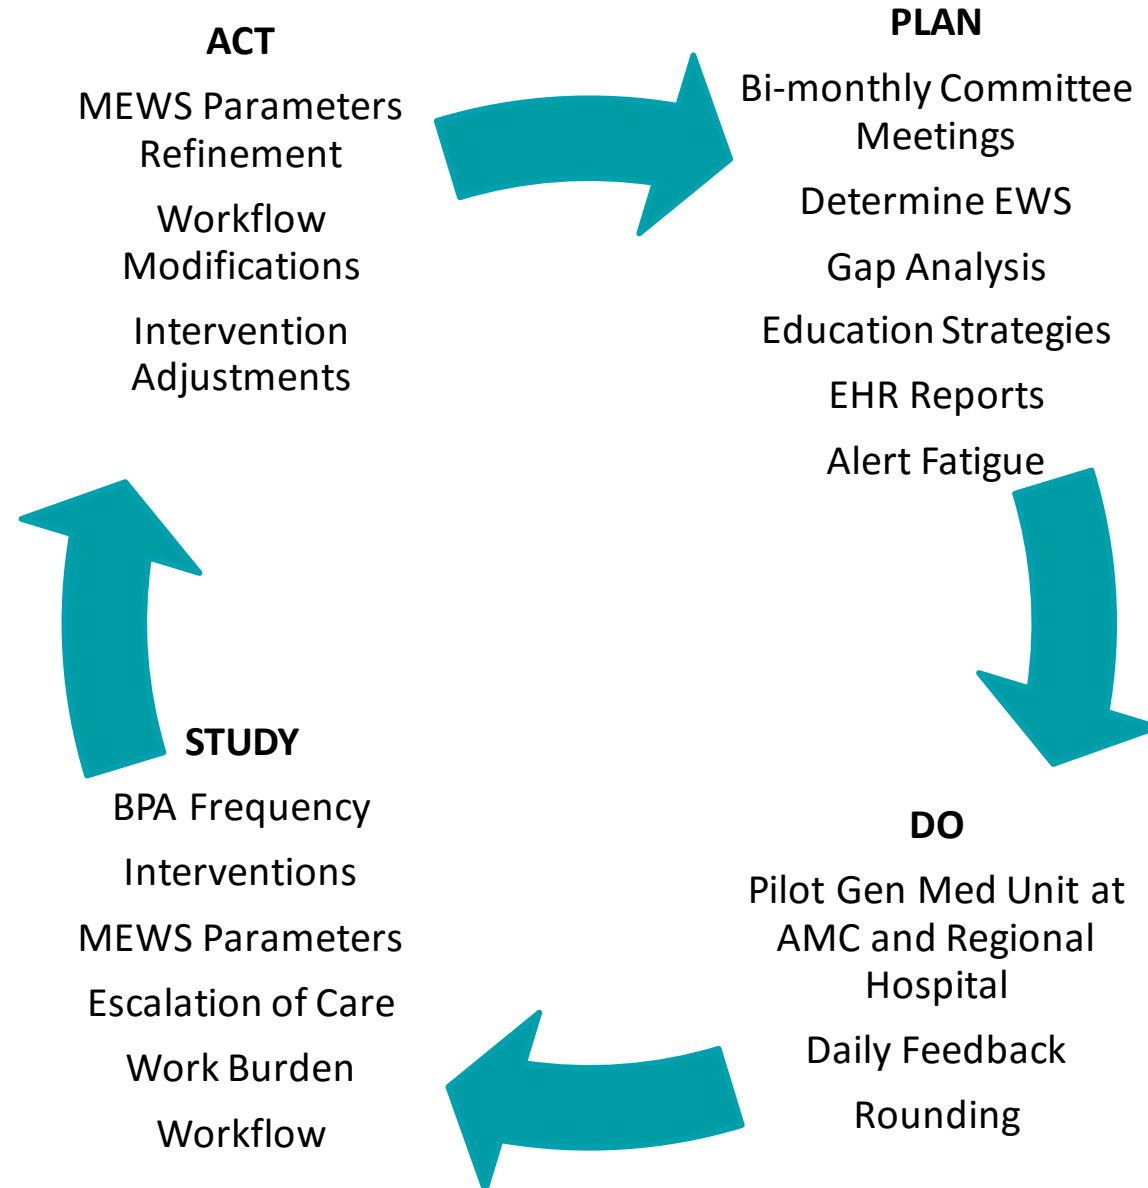 ACT
MEWS Parameters
Refinement
Workflow
Modifications
Intervention
Adjustments
PLAN
Bi-monthly Committee
Meetings
Determine EWS
Gap Analysis
Education Strategies
EHR Reports
Alert Fatigue
STUDY
BPA Frequency
Interventions
MEWS Parameters
Escalation of Care
Work Burden
Workflow
DO
Pilot Gen Med Unit at
AMC and Regional
Hospital
Daily Feedback
Rounding